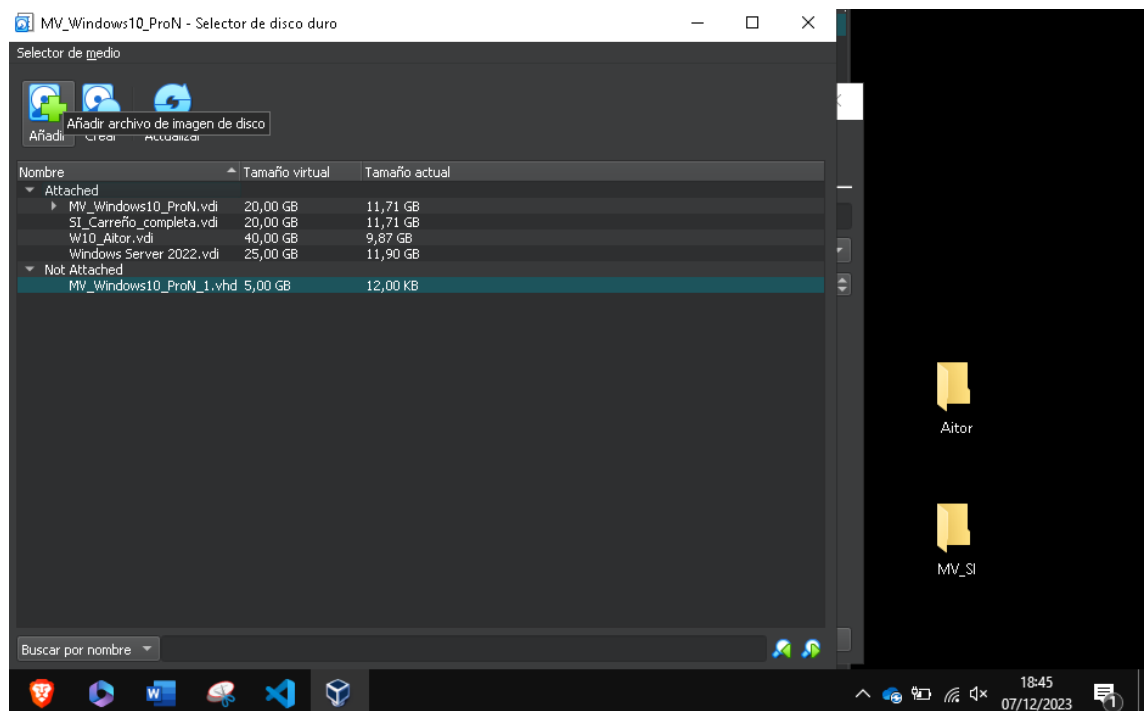 MV_Windows10_ProN - Selector de disco duro
Selector de medio
Añadir archivo de imagen de disco
Añadir Crear Actualizar
Nombre Tamaño virtual Tamaño actual
Attached
MV_Windows10_ProN.vdi 20,00 GB 11,71 GB
SI_Carreño_completa.vdi 20,00 GB 11,71 GB
W10_Aitor.vdi 40,00 GB 9,87 GB
Windows Server 2022.vdi 25,00 GB 11,90 GB
Not Attached
MV_Windows10_ProN_1.vhd 5,00 GB 12,00 KB
Aitor
MV_SI
Buscar por nombre
18:45
07/12/2023
1